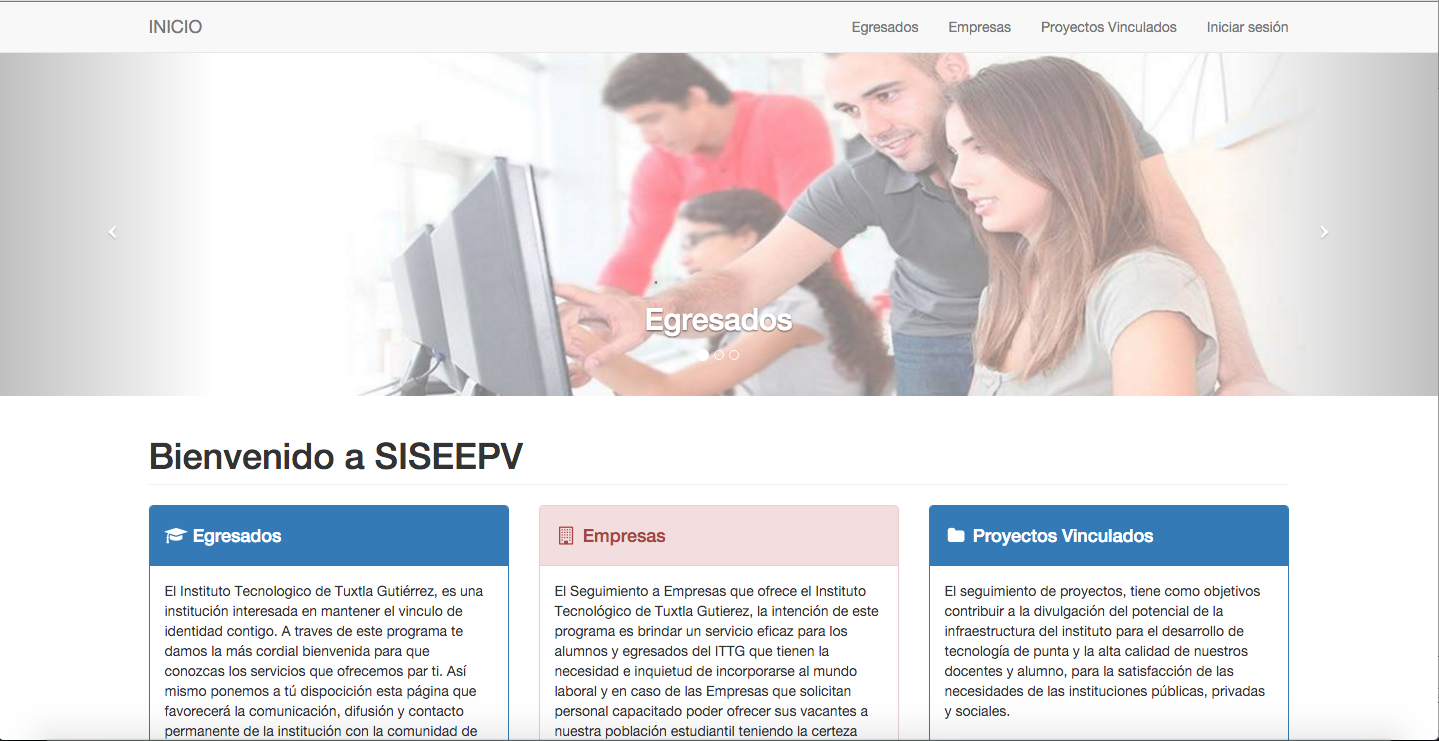 INICIO
Egresados Empresas Proyectos Vinculados Iniciar sesión
Egresados
Bienvenido a SISEEPV
Egresados
El Instituto Tecnologico de Tuxtla Gutiérrez, es una
institución interesada en mantener el vinculo de
identidad contigo. A traves de este programa te
damos la más cordial bienvenida para que
conozcas los servicios que ofrecemos par ti. Así
mismo ponemos a tú dispocición esta página que
favorecerá la comunicación, difusión y contacto
permanente de la institución con la comunidad de
Empresas
El Seguimiento a Empresas que ofrece el Instituto
Tecnológico de Tuxtla Gutierez, la intención de este
programa es brindar un servicio eficaz para los
alumnos y egresados del ITTG que tienen la
necesidad e inquietud de incorporarse al mundo
laboral y en caso de las Empresas que solicitan
personal capacitado poder ofrecer sus vacantes a
nuestra población estudiantil teniendo la certeza
Proyectos Vinculados
El seguimiento de proyectos, tiene como objetivos
contribuir a la divulgación del potencial de la
infraestructura del instituto para el desarrollo de
tecnología de punta y la alta calidad de nuestros
docentes y alumno, para la satisfacción de las
necesidades de las instituciones públicas, privadas
y sociales.